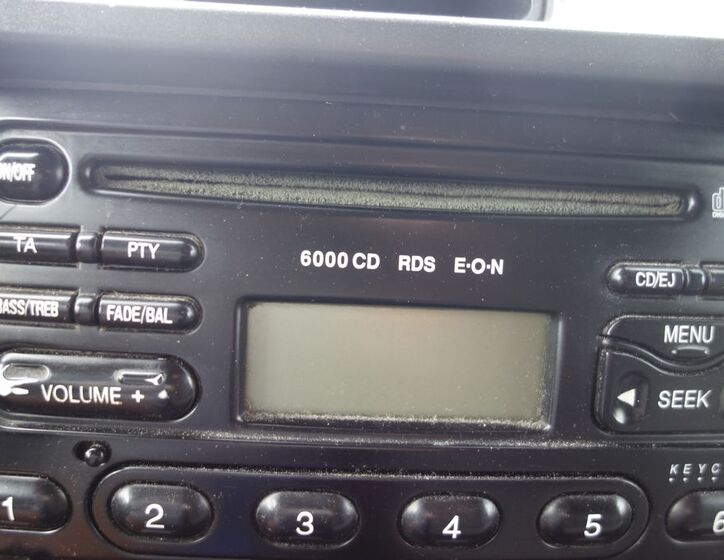 ON/OFF
TA PTY
6000 CD RDS E·O·N
CD/EJ
BASS/TREB FADE/BAL
MENU
VOLUME +
SEEK
KEYC
1 2 3 4 5 6